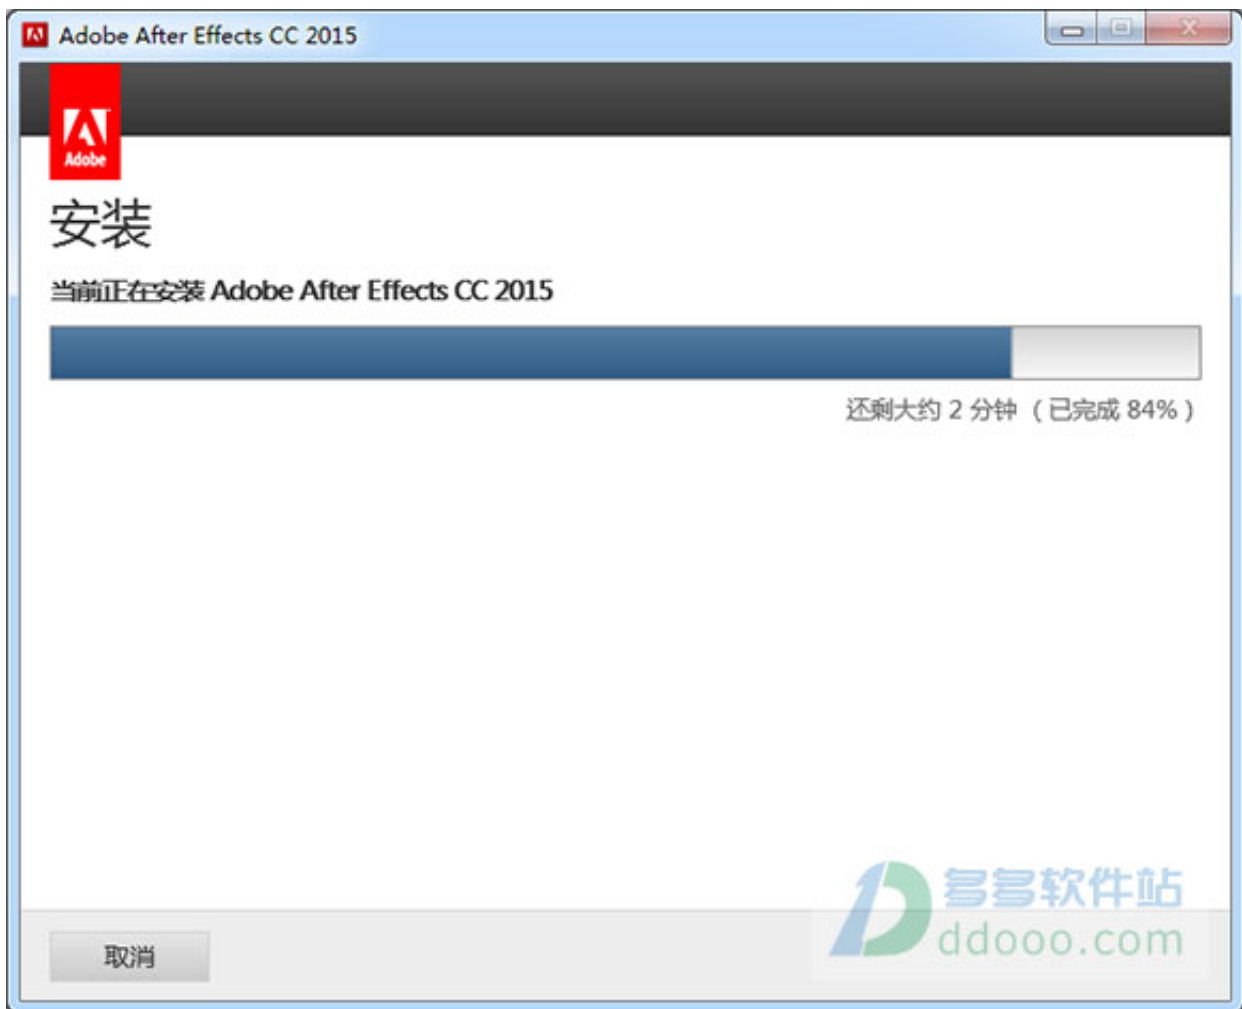 Adobe After Effects CC 2015
Adobe
安装
当前正在安装 Adobe After Effects CC 2015
还剩大约 2 分钟 ( 已完成 84% )
多多软件站
ddooo.com
取消